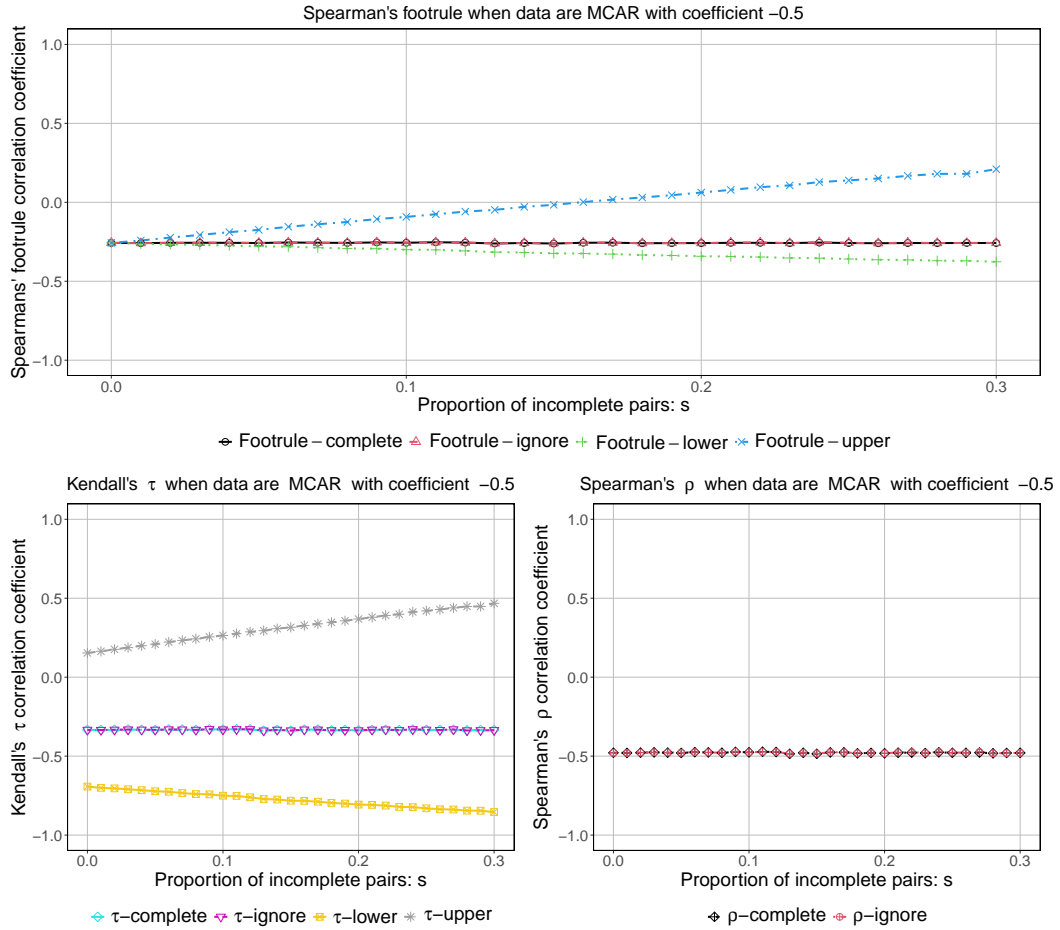 Spearman's footrule when data are MCAR with coefficient −0.5
Spearmans' footrule correlation coefficient
1.0
0.5
0.0
−0.5
−1.0
0.0 0.1 0.2 0.3
Proportion of incomplete pairs: s
Footrule−complete Footrule−ignore Footrule−lower Footrule−upper
Kendall's τ when data are MCAR with coefficient −0.5
Kendall's τ correlation coefficient
1.0
0.5
0.0
−0.5
−1.0
0.0 0.1 0.2 0.3
Proportion of incomplete pairs: s
τ−complete τ−ignore τ−lower τ−upper
Spearman's ρ when data are MCAR with coefficient −0.5
Spearman's ρ correlation coefficient
1.0
0.5
0.0
−0.5
−1.0
0.0 0.1 0.2 0.3
Proportion of incomplete pairs: s
ρ−complete ρ−ignore